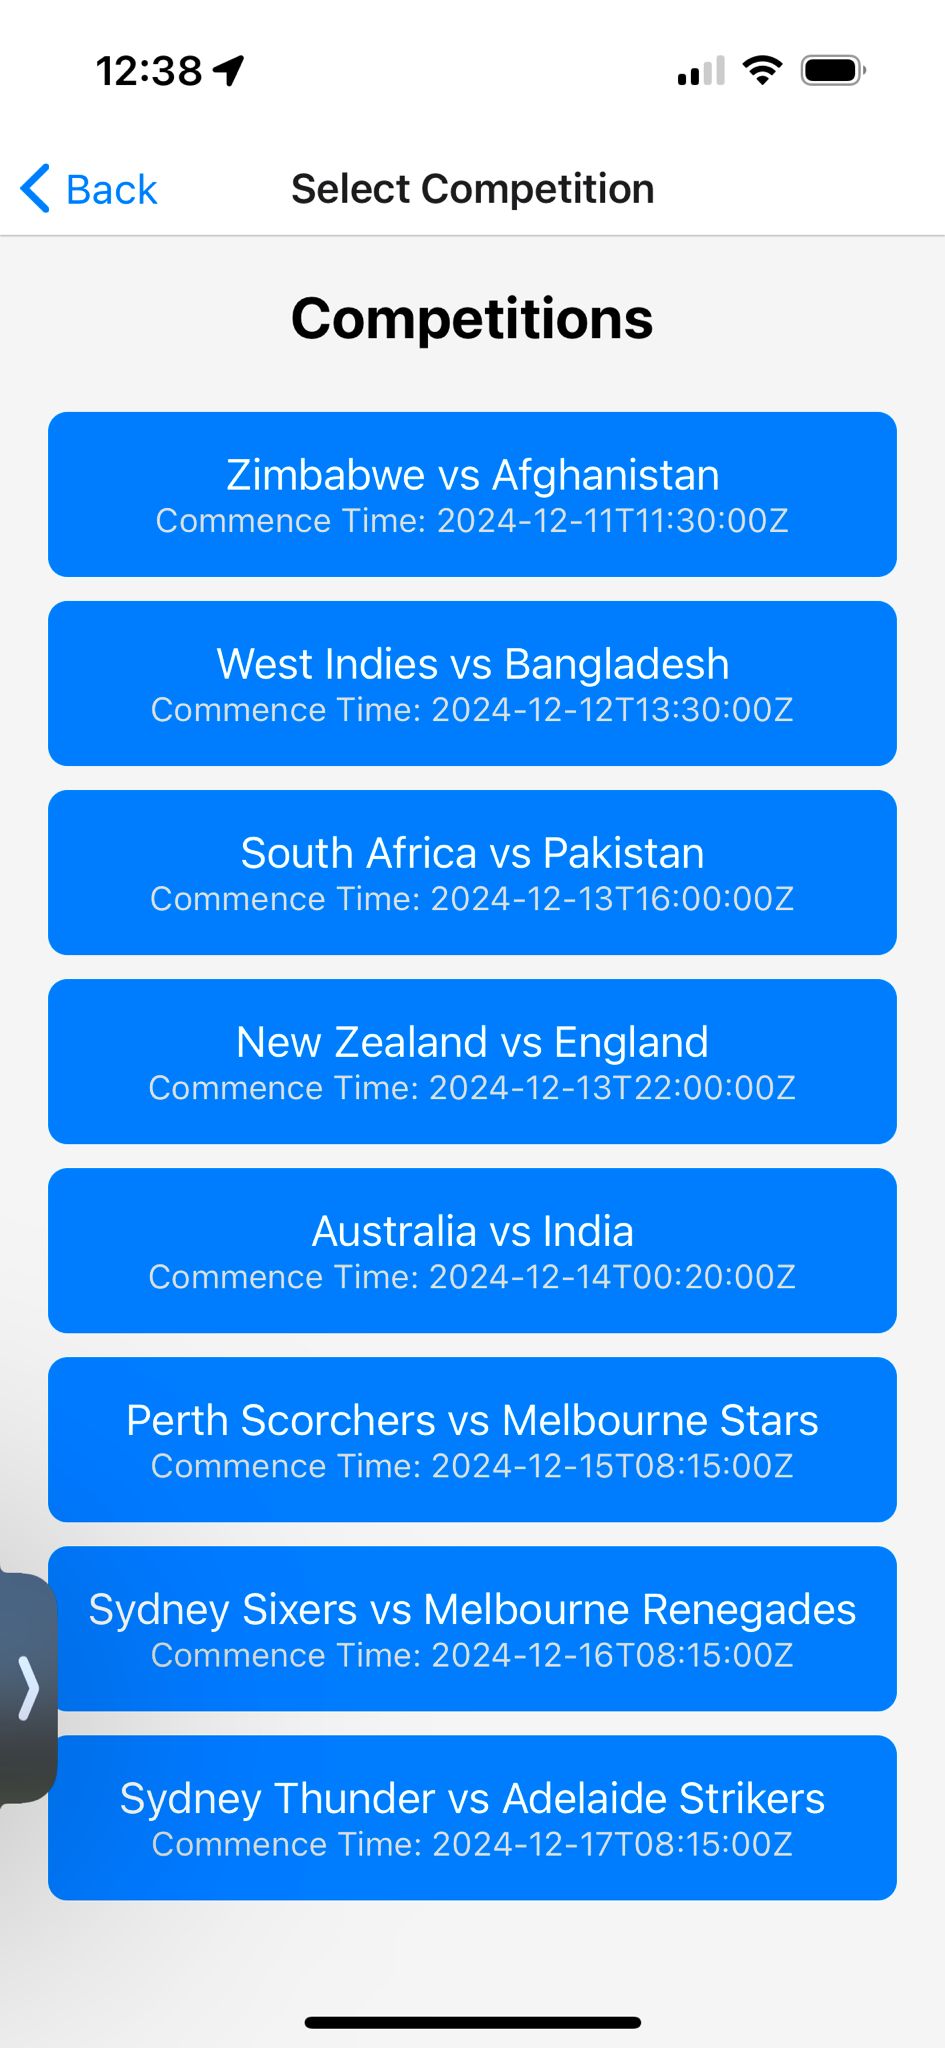 12:38
Back
Select Competition
Competitions
Zimbabwe vs Afghanistan
Commence Time: 2024-12-11T11:30:00Z
West Indies vs Bangladesh
Commence Time: 2024-12-12T13:30:00Z
South Africa vs Pakistan
Commence Time: 2024-12-13T16:00:00Z
New Zealand vs England
Commence Time: 2024-12-13T22:00:00Z
Australia vs India
Commence Time: 2024-12-14T00:20:00Z
Perth Scorchers vs Melbourne Stars
Commence Time: 2024-12-15T08:15:00Z
Sydney Sixers vs Melbourne Renegades
Commence Time: 2024-12-16T08:15:00Z
Sydney Thunder vs Adelaide Strikers
Commence Time: 2024-12-17T08:15:00Z